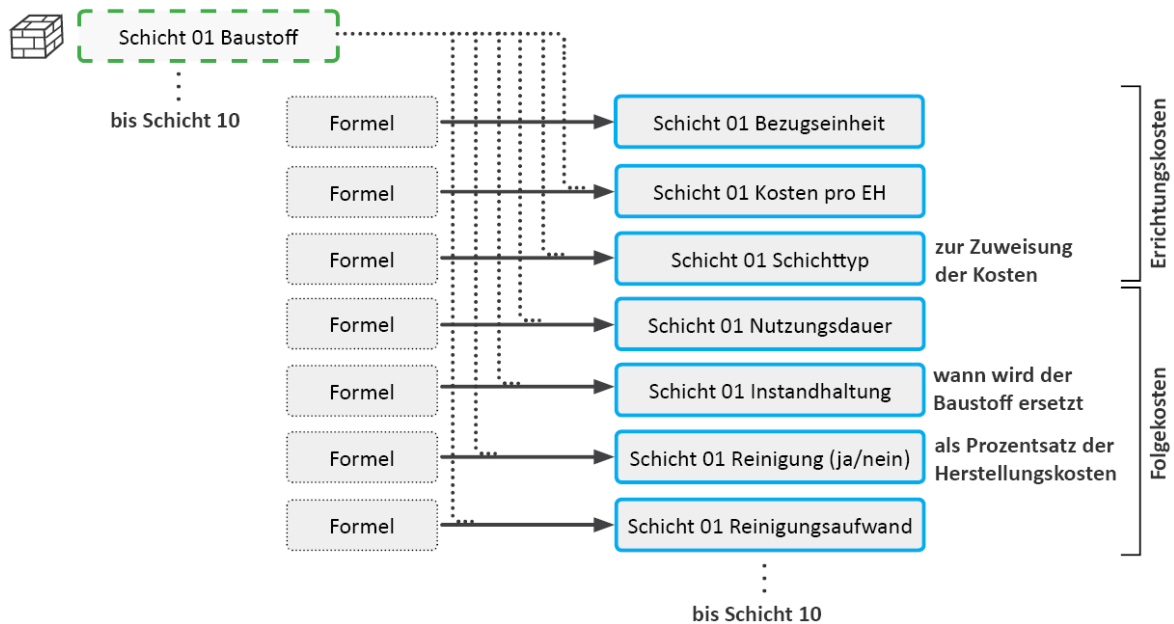 Schicht 01 Baustoff
bis Schicht 10
Formel
Schicht 01 Bezugseinheit
Formel
Schicht 01 Kosten pro EH
Formel
Schicht 01 Schichttyp
zur Zuweisung
der Kosten
Errichtungskosten
Formel
Schicht 01 Nutzungsdauer
Formel
Schicht 01 Instandhaltung
wann wird der
Baustoff ersetzt
Formel
Schicht 01 Reinigung (ja/nein)
als Prozentsatz der
Herstellungskosten
Formel
Schicht 01 Reinigungsaufwand
Folgekosten
bis Schicht 10